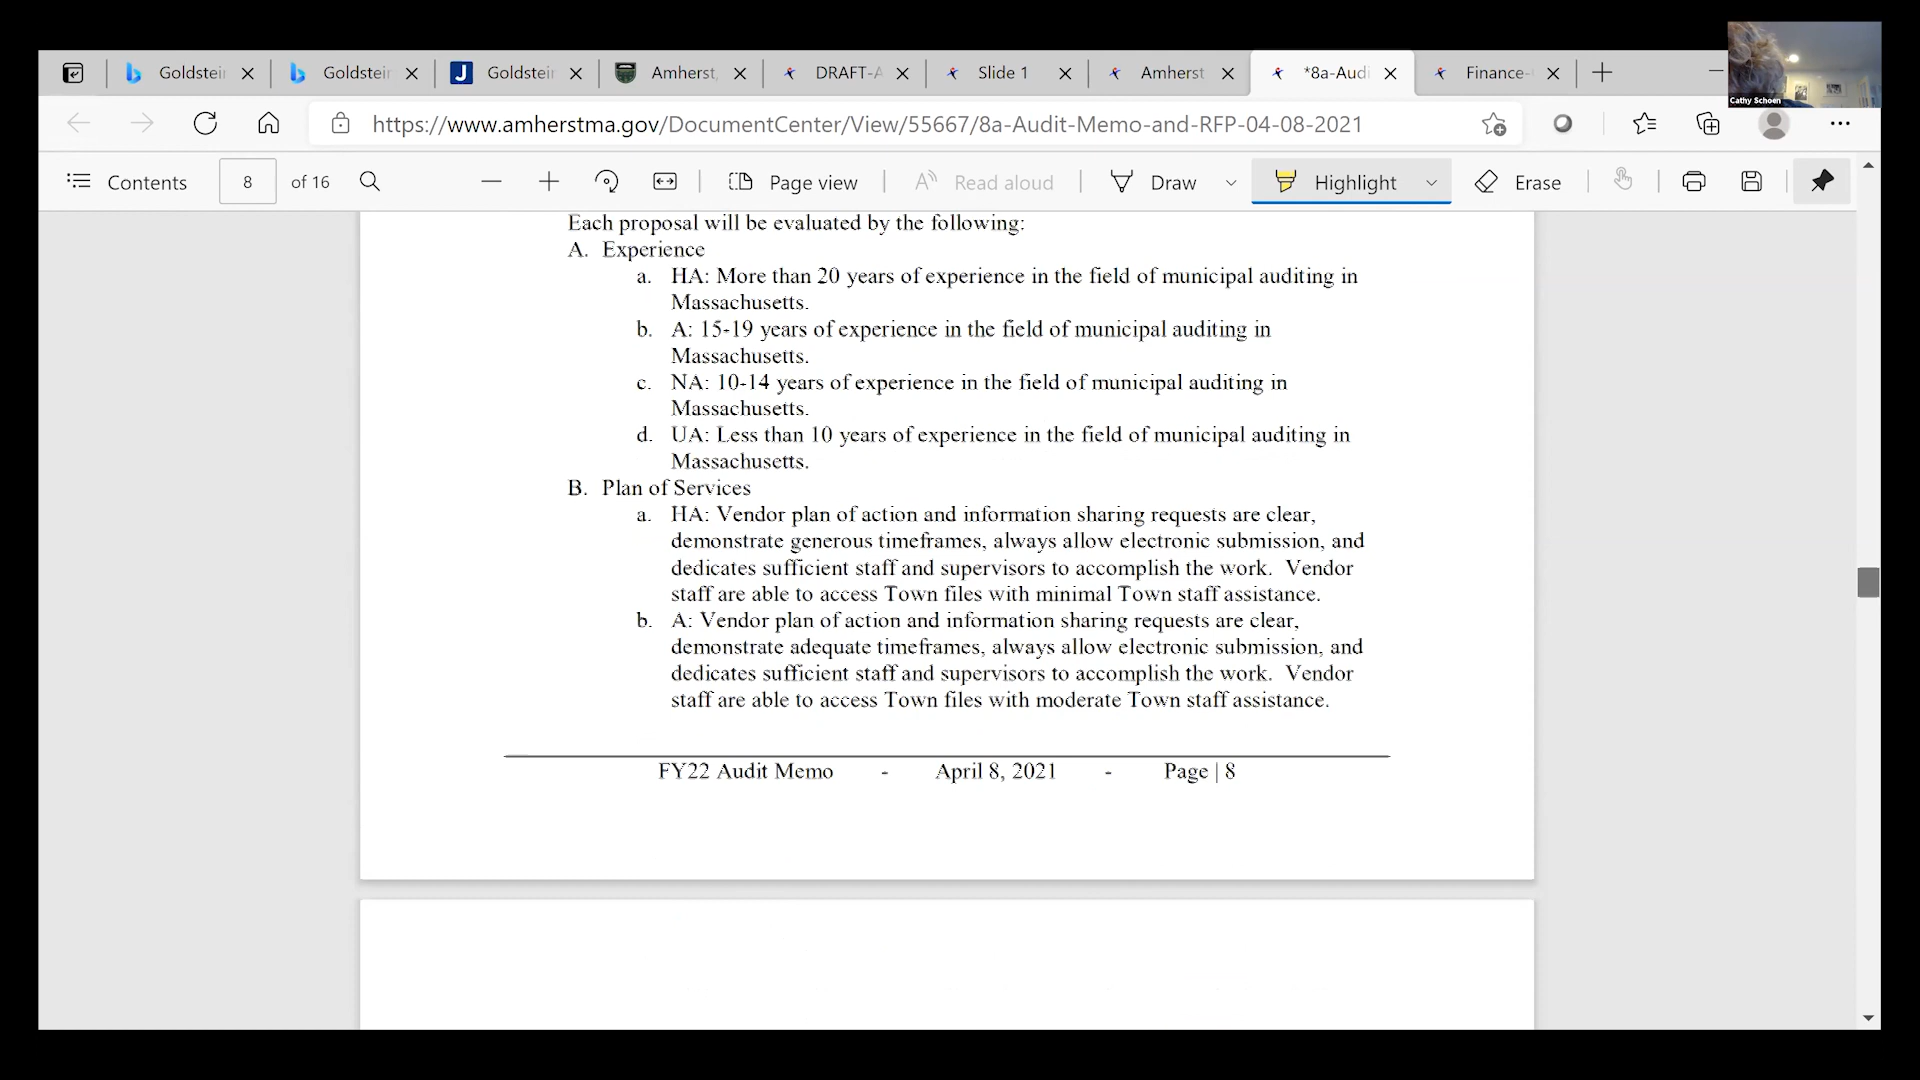 Goldstein
Goldstein
Goldstein
Amherst,
DRAFT-A
Slide 1
Amherst
*8a-Audi
Finance-
Cathy Schoen
https://www.amherstma.gov/DocumentCenter/View/55667/8a-Audit-Memo-and-RFP-04-08-2021
Contents
8
of 16
Page view
Read aloud
Draw
Highlight
Erase
Each proposal will be evaluated by the following:
A. Experience
a. HA: More than 20 years of experience in the field of municipal auditing in
Massachusetts.
b. A: 15-19 years of experience in the field of municipal auditing in
Massachusetts.
c. NA: 10-14 years of experience in the field of municipal auditing in
Massachusetts.
d. UA: Less than 10 years of experience in the field of municipal auditing in
Massachusetts.
B. Plan of Services
a. HA: Vendor plan of action and information sharing requests are clear,
demonstrate generous timeframes, always allow electronic submission, and
dedicates sufficient staff and supervisors to accomplish the work. Vendor
staff are able to access Town files with minimal Town staff assistance.
b. A: Vendor plan of action and information sharing requests are clear,
demonstrate adequate timeframes, always allow electronic submission, and
dedicates sufficient staff and supervisors to accomplish the work. Vendor
staff are able to access Town files with moderate Town staff assistance.
FY22 Audit Memo - April 8, 2021 - Page | 8